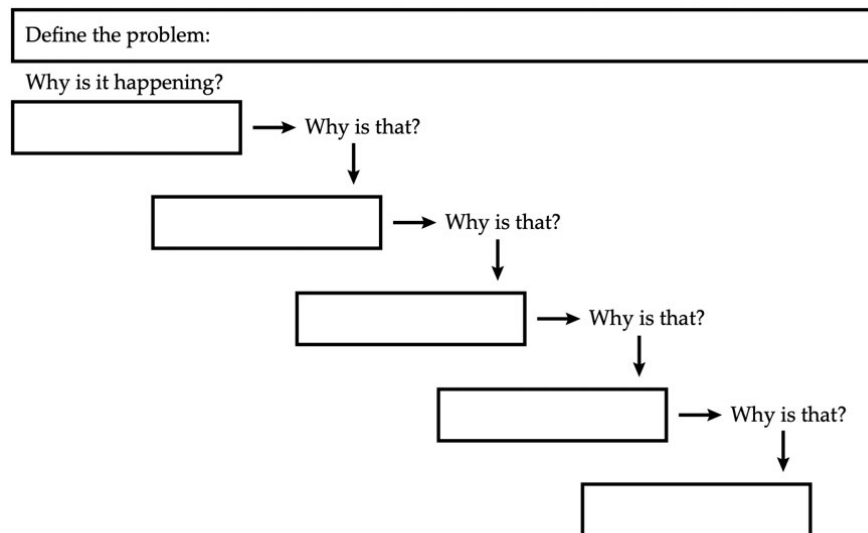 Define the problem:
Why is it happening?
Why is that?
Why is that?
Why is that?
Why is that?